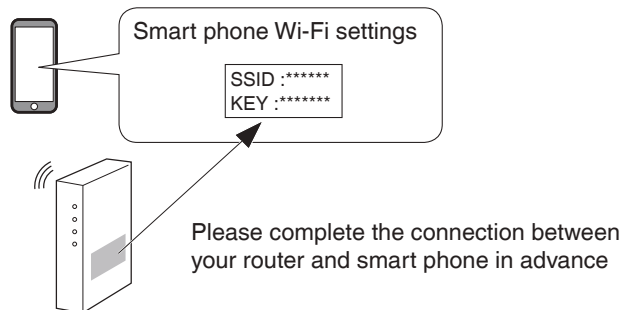 Smart phone Wi-Fi settings
SSID :******
KEY :*******
Please complete the connection between
your router and smart phone in advance